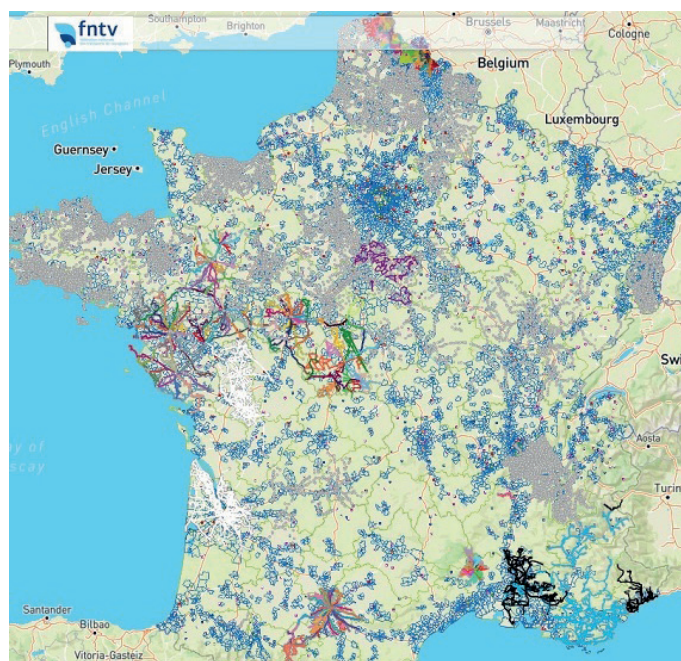 Southampton
Brighton
Brussels
Maastricht
Cologne
fntv
Plymouth
Belgium
English Channel
Luxembourg
Guernsey
Jersey
Swi
Aosta
ay of
scay
Turin
Santander
Bilbao
Vitoria-Gasteiz